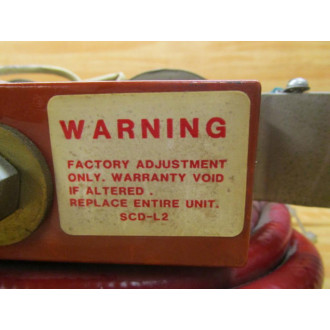 WARNING
FACTORY ADJUSTMENT
ONLY. WARRANTY VOID
IF ALTERED .
REPLACE ENTIRE UNIT.
SCD-L2